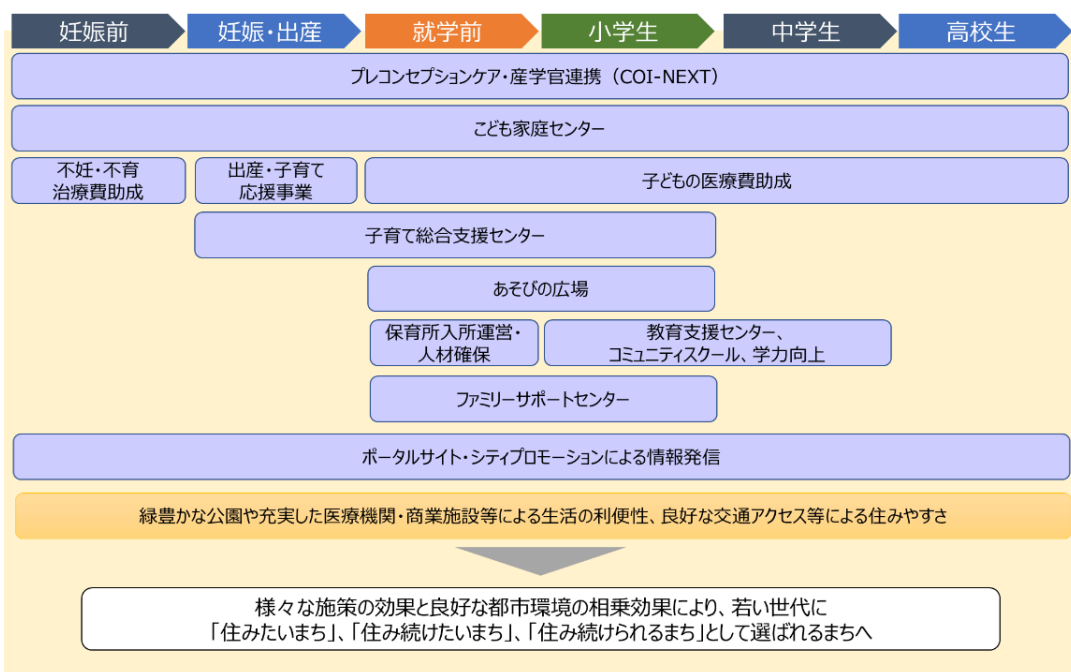 妊娠前
妊娠・出産
就学前
小学生
中学生
高校生
プレコンセプションケア・産学官連携（COI-NEXT）
こども家庭センター
不妊・不育
治療費助成
出産・子育て
応援事業
子どもの医療費助成
子育て総合支援センター
あそびの広場
保育所入所運営・
人材確保
教育支援センター、
コミュニティスクール、学力向上
ファミリーサポートセンター
ポータルサイト・シティプロモーションによる情報発信
緑豊かな公園や充実した医療機関・商業施設等による生活の利便性、良好な交通アクセス等による住みやすさ
様々な施策の効果と良好な都市環境の相乗効果により、若い世代に
「住みたいまち」、「住み続けたいまち」、「住み続けられるまち」として選ばれるまちへ